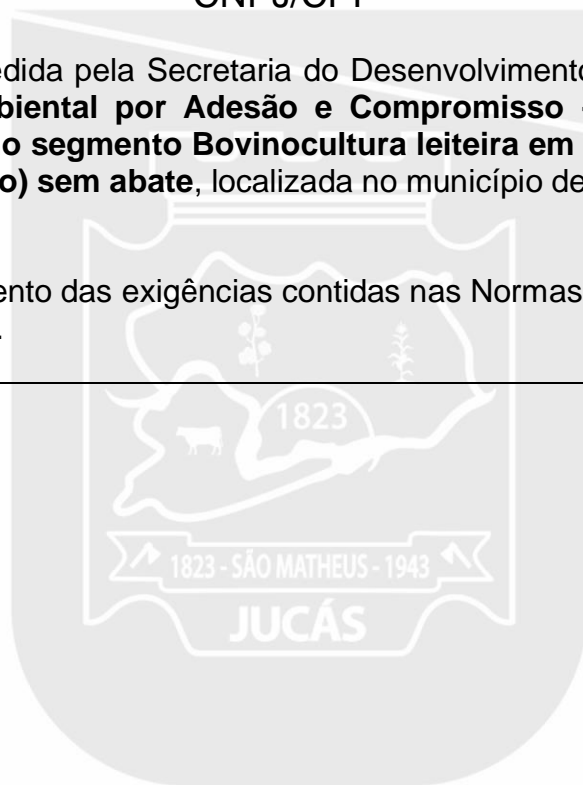 edida pela Secretaria do Desenvolvimento
biental por Adesão e Compromisso
o segmento Bovinocultura leiteira em
o) sem abate, localizada no município de
ento das exigências contidas nas Normas
1823
1823 - SÃO MATHEUS - 1943
JUCÁS